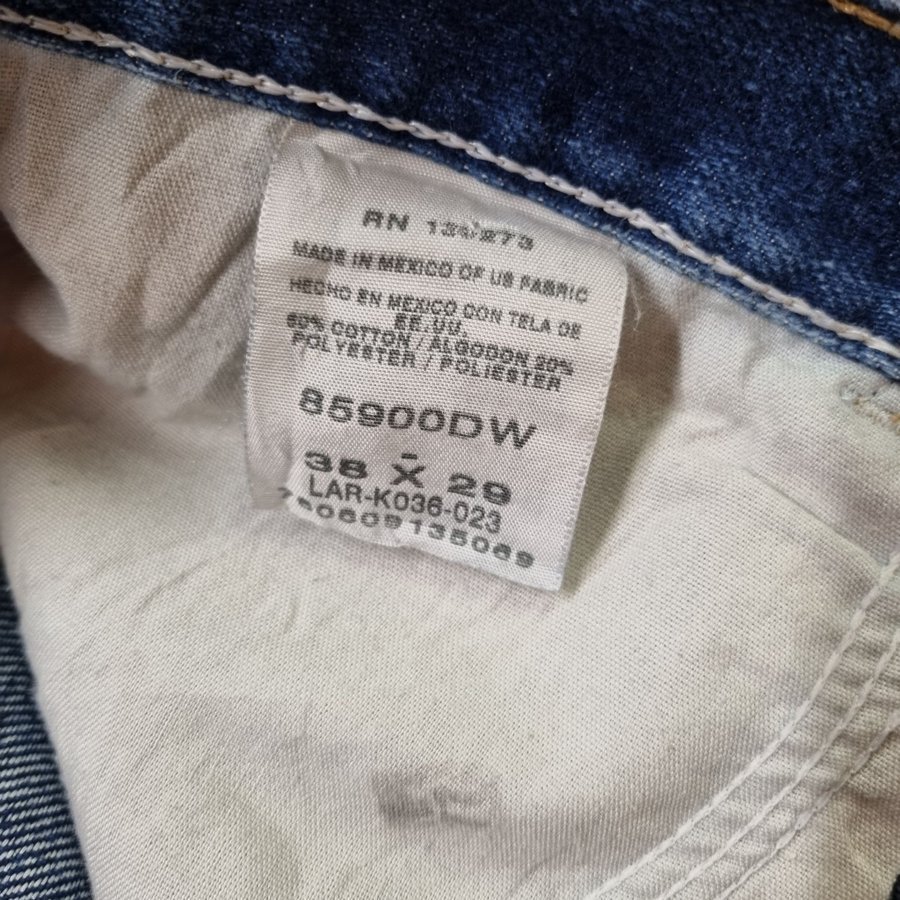 RN
MADE IN MEXICO OF US FABRIC
HECHO EN MEXICO CON TELA DE
EE.UU.
COTTON / ALGODON 20%
POLYESTER / POLIESTER
85900DW
38 X 29
LAR-K036-023